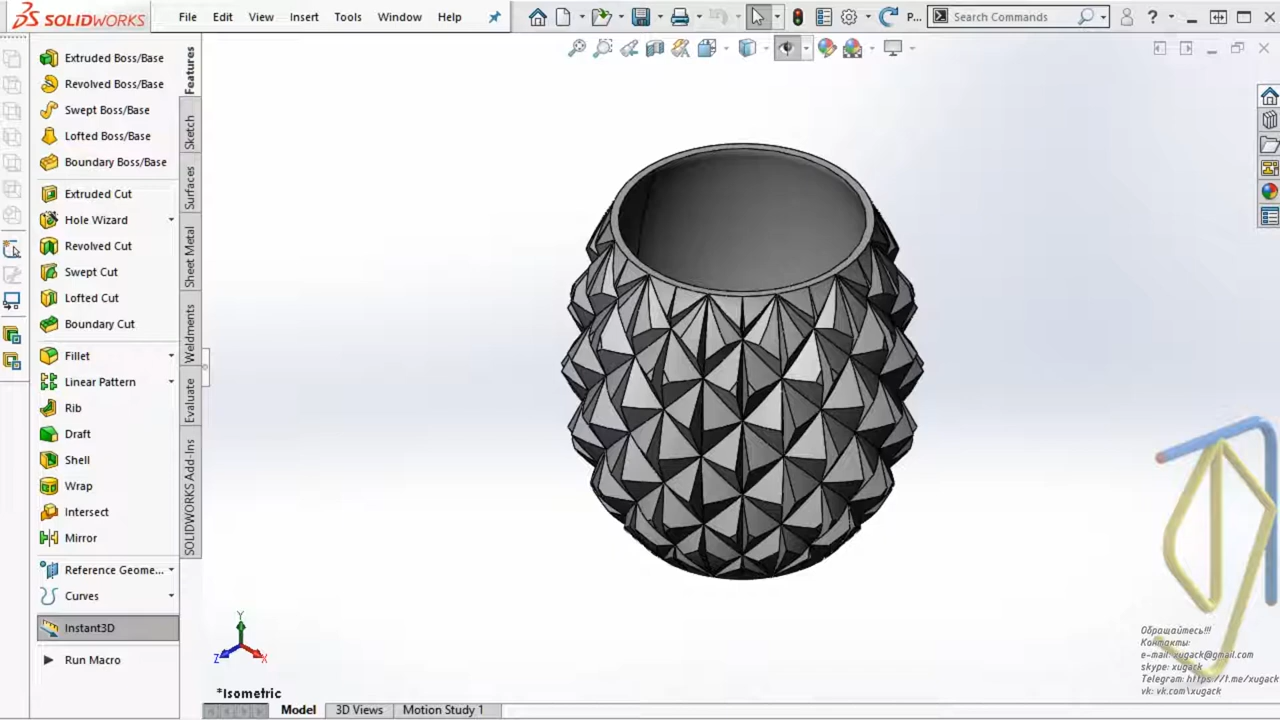 SOLIDWORKS
File Edit View Insert Tools Window Help
P...
Search Commands
?
Extruded Boss/Base
Revolved Boss/Base
Swept Boss/Base
Lofted Boss/Base
Boundary Boss/Base
Extruded Cut
Hole Wizard
Revolved Cut
Swept Cut
Lofted Cut
Boundary Cut
Fillet
Linear Pattern
Rib
Draft
Shell
Wrap
Intersect
Mirror
Reference Geome...
Curves
Instant3D
Run Macro
Features
Sketch
Surfaces
Sheet Metal
Weldments
Evaluate
SOLIDWORKS Add-Ins
Y
Z
X
*Isometric
Model 3D Views Motion Study 1
Обращайтесь!!!
Контакты:
e-mail: xugack@gmail.com
skype: xugack
Telegram: https://t.me/xugack
vk: vk.com\xugack